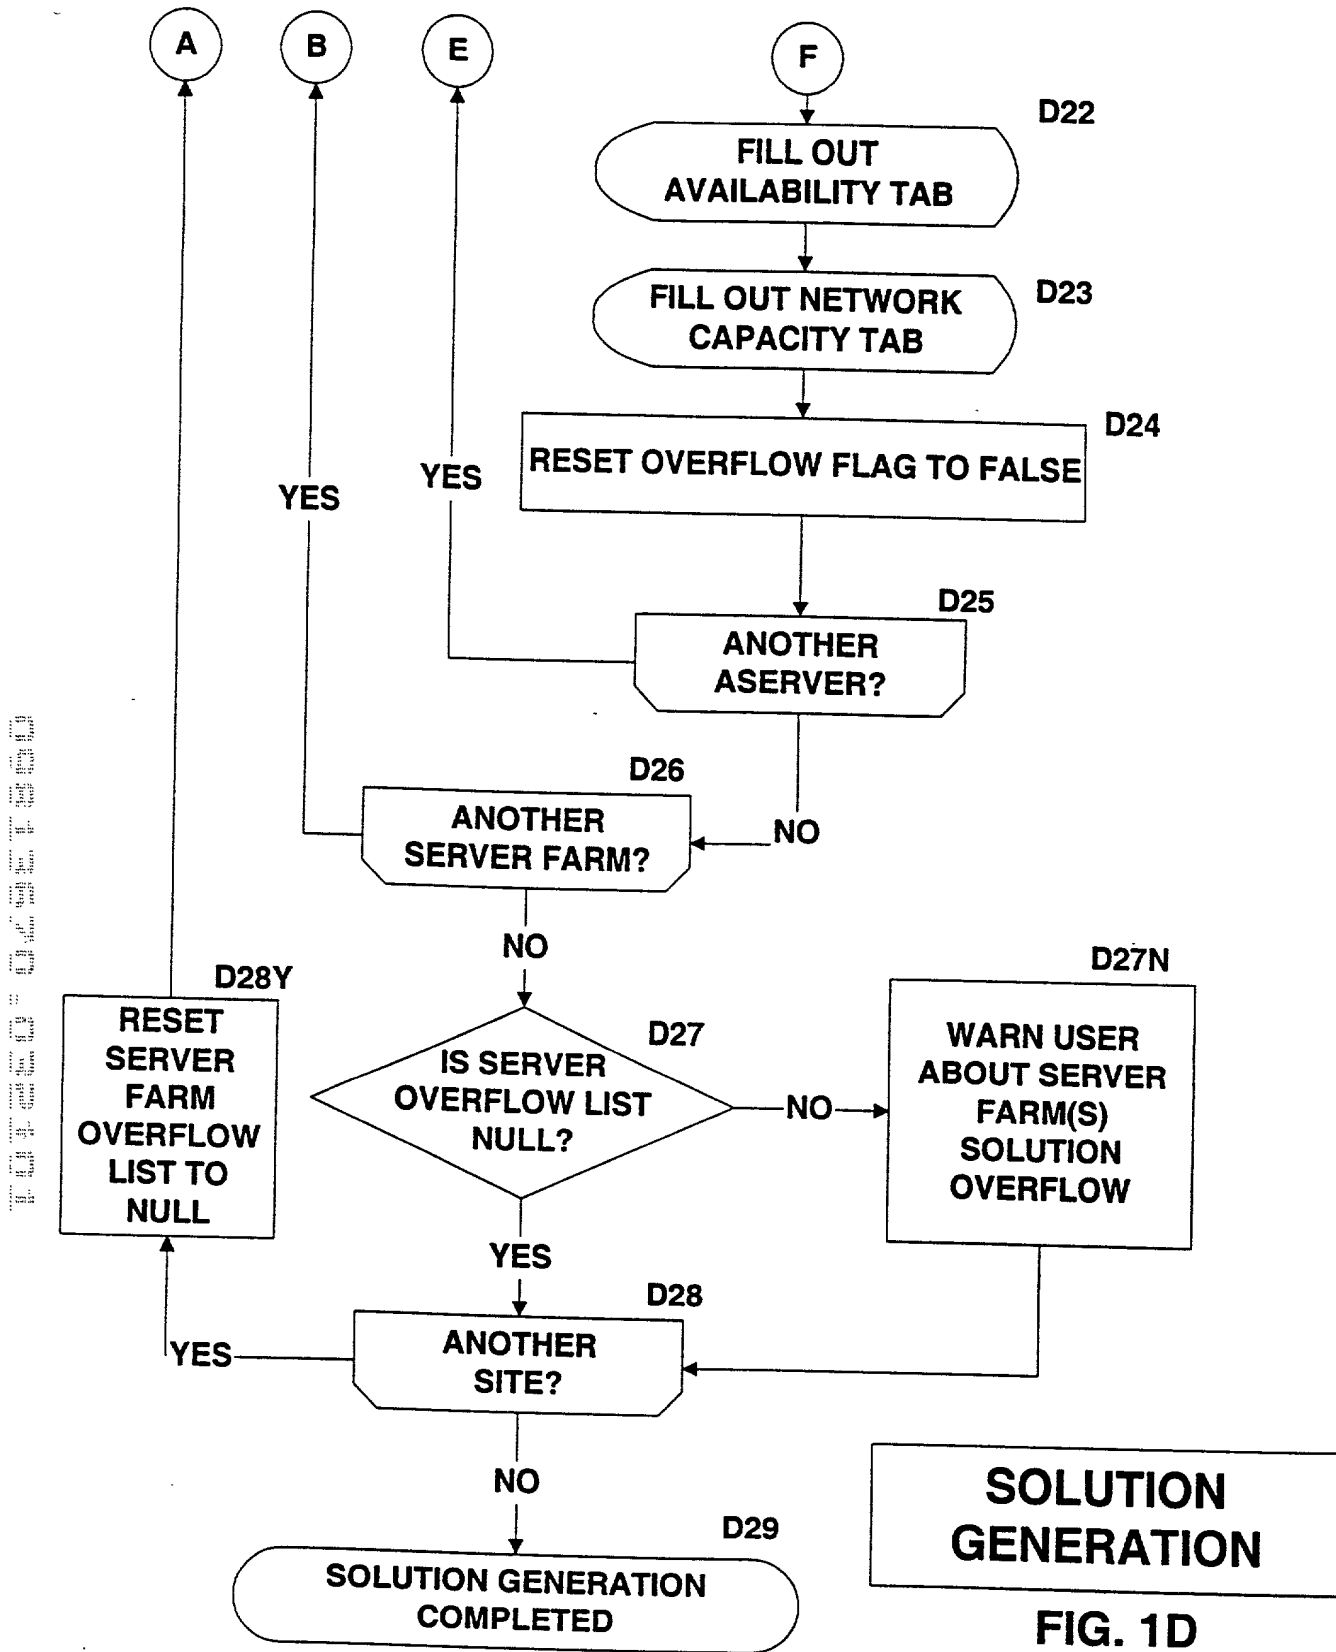 A
B
E
F
D22
FILL OUT
AVAILABILITY TAB
D23
FILL OUT NETWORK
CAPACITY TAB
D24
RESET OVERFLOW FLAG TO FALSE
YES
YES
D25
ANOTHER
ASERVER?
NO
D26
ANOTHER
SERVER FARM?
NO
D28Y
RESET
SERVER
FARM
OVERFLOW
LIST TO
NULL
D27
IS SERVER
OVERFLOW LIST
NULL?
NO
D27N
WARN USER
ABOUT SERVER
FARM(S)
SOLUTION
OVERFLOW
YES
D28
ANOTHER
SITE?
YES
NO
D29
SOLUTION GENERATION
COMPLETED
SOLUTION
GENERATION
FIG. 1D